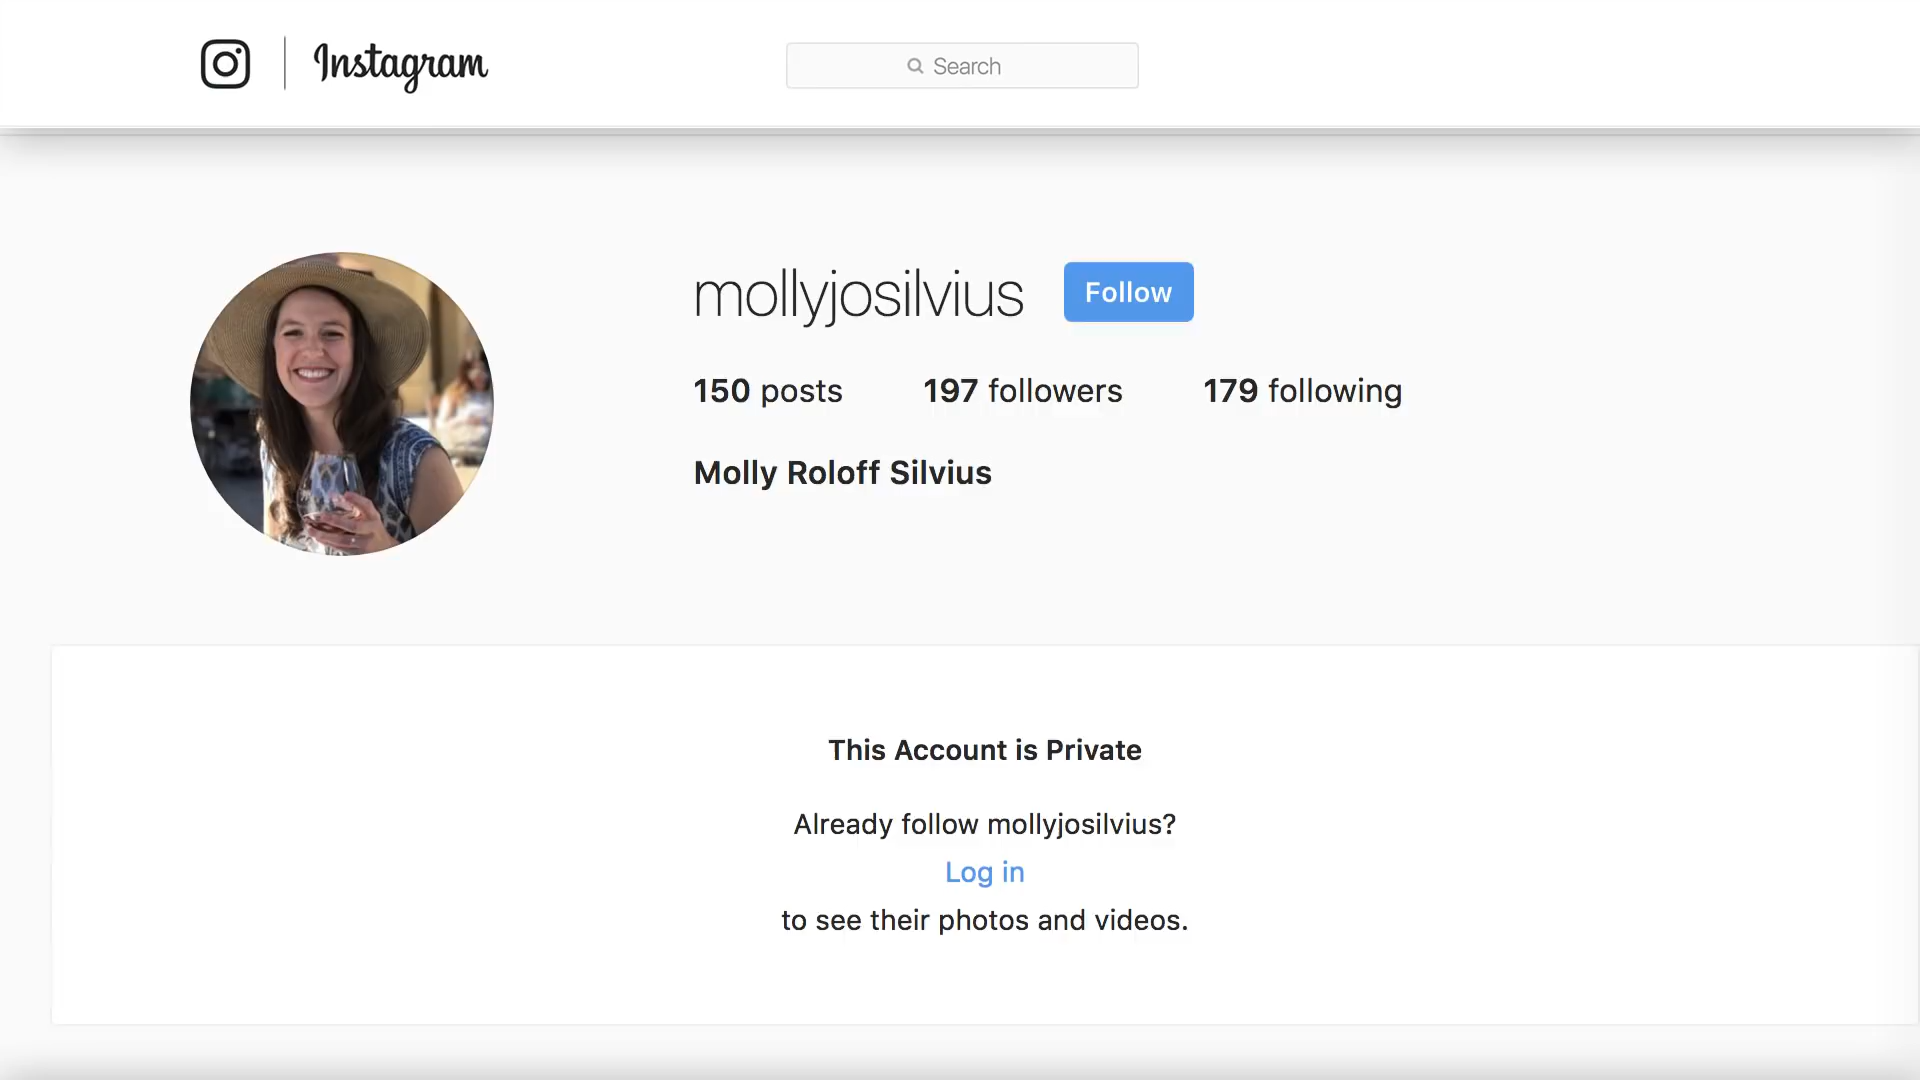 Instagram
Search
mollyjosilvius Follow
150 posts 197 followers 179 following
Molly Roloff Silvius
This Account is Private
Already follow mollyjosilvius?
Log in
to see their photos and videos.